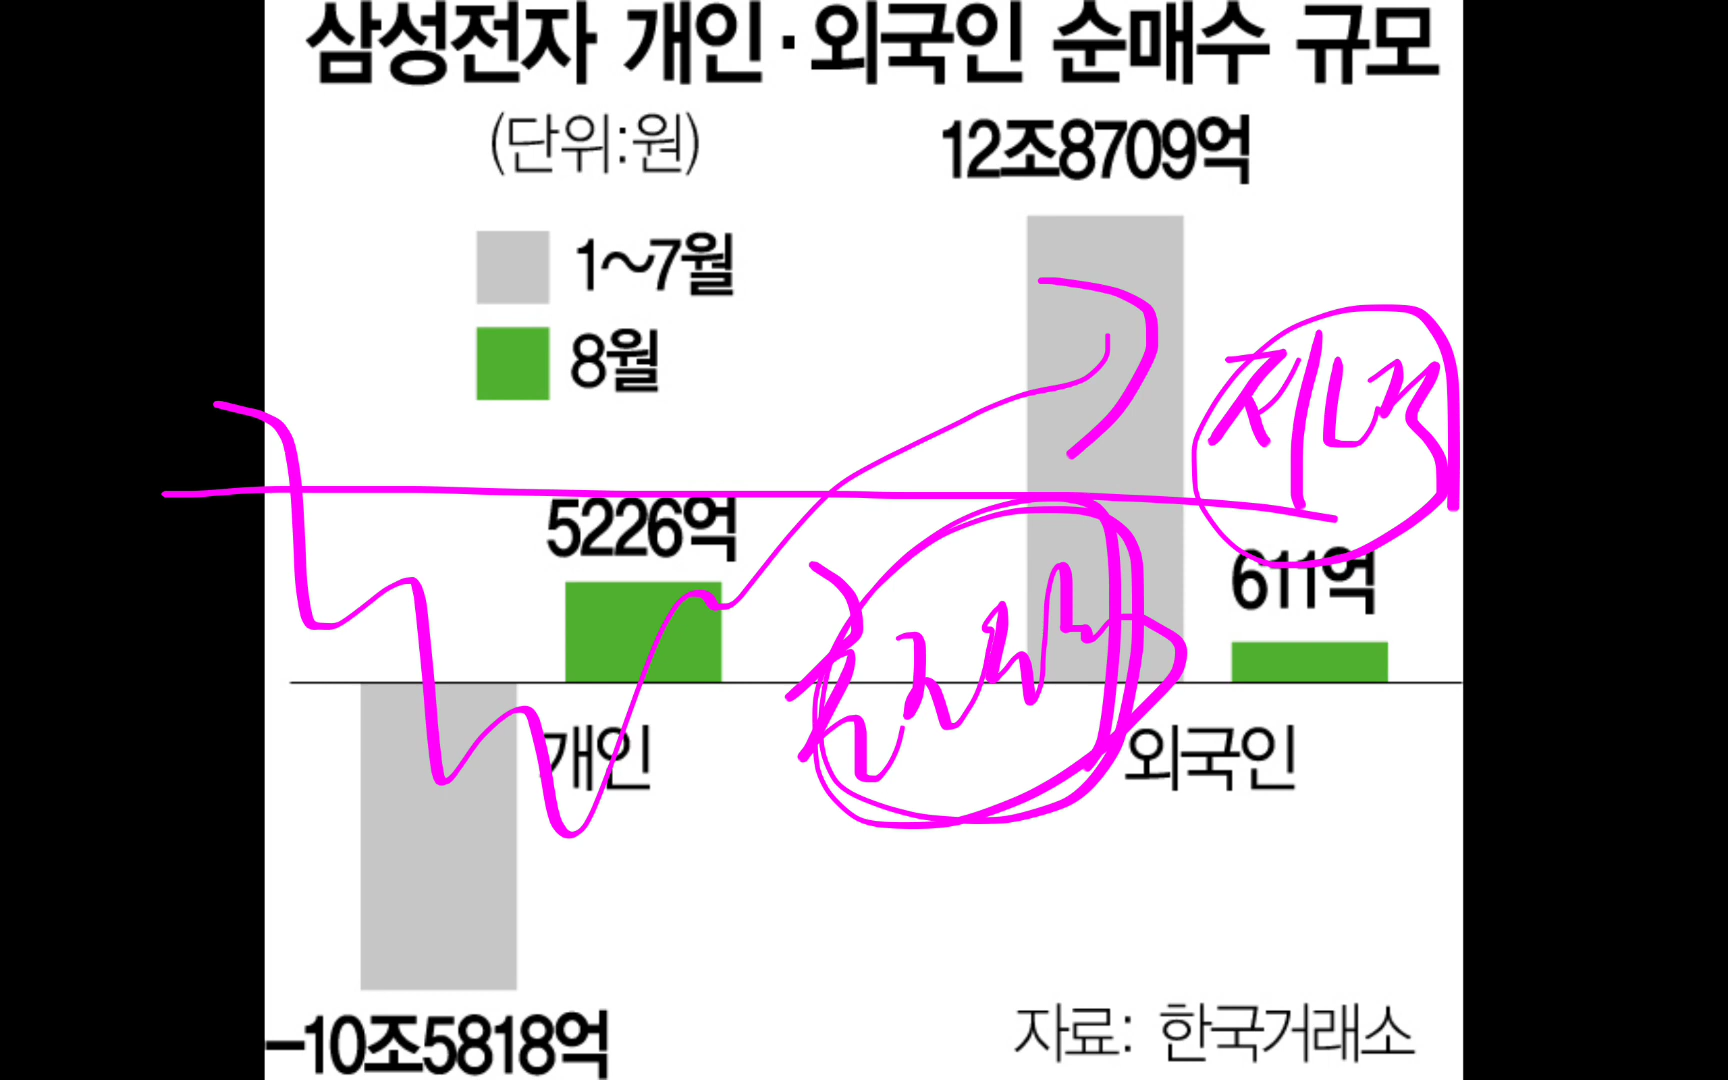 삼성전자 개인·외국인 순매수 규모
(단위:원)
12조8709억
1~7월
8월
5226억
611억
개인
외국인
-10조5818억
자료: 한국거래소